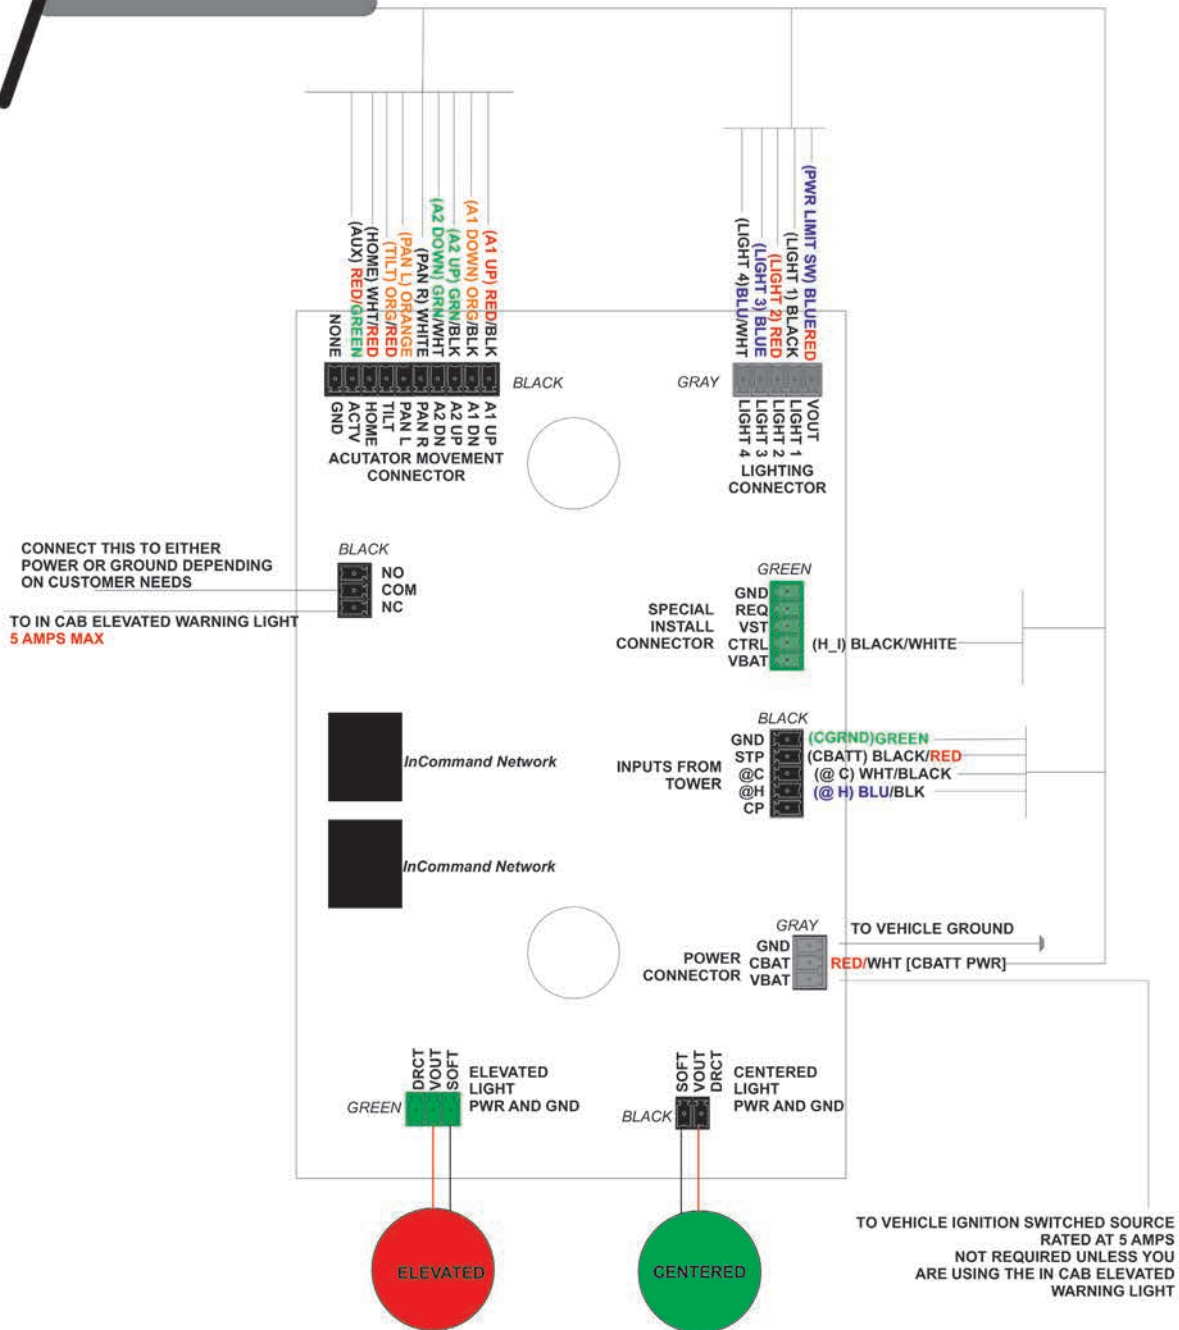 (AUX) RED/GREEN
(HOME) WHT/RED
(TILT) ORG/RED
(PAN L) ORANGE
(PAN R) WHITE
(A2 DOWN) GRN/WHT
(A2 UP) GRN/BLK
(A1 DOWN) ORG/BLK
(A1 UP) RED/BLK
NONE
BLACK
GND
ACTV
HOME
TILT
PAN L
PAN R
A2 DN
A2 UP
A1 DN
A1 UP
ACUTATOR MOVEMENT
CONNECTOR
(LIGHT 4)BLU/WHT
(LIGHT 3) BLUE
(LIGHT 2) RED
(LIGHT 1) BLACK
(PWR LIMIT SW) BLUERED
GRAY
LIGHT 4
LIGHT 3
LIGHT 2
LIGHT 1
VOUT
LIGHTING
CONNECTOR
CONNECT THIS TO EITHER
POWER OR GROUND DEPENDING
ON CUSTOMER NEEDS
TO IN CAB ELEVATED WARNING LIGHT
5 AMPS MAX
BLACK
NO
COM
NC
GREEN
SPECIAL
INSTALL
CONNECTOR
GND
REQ
VST
CTRL
VBAT
(H_I) BLACK/WHITE
BLACK
INPUTS FROM
TOWER
GND
STP
@C
@H
CP
(CGRND)GREEN
(CBATT) BLACK/RED
(@ C) WHT/BLACK
(@ H) BLU/BLK
InCommand Network
InCommand Network
GRAY
POWER
CONNECTOR
GND
CBAT
VBAT
TO VEHICLE GROUND
RED/WHT [CBATT PWR]
DRCT
VOUT
SOFT
ELEVATED
LIGHT
PWR AND GND
GREEN
SOFT
VOUT
DRCT
CENTERED
LIGHT
PWR AND GND
BLACK
ELEVATED
CENTERED
TO VEHICLE IGNITION SWITCHED SOURCE
RATED AT 5 AMPS
NOT REQUIRED UNLESS YOU
ARE USING THE IN CAB ELEVATED
WARNING LIGHT